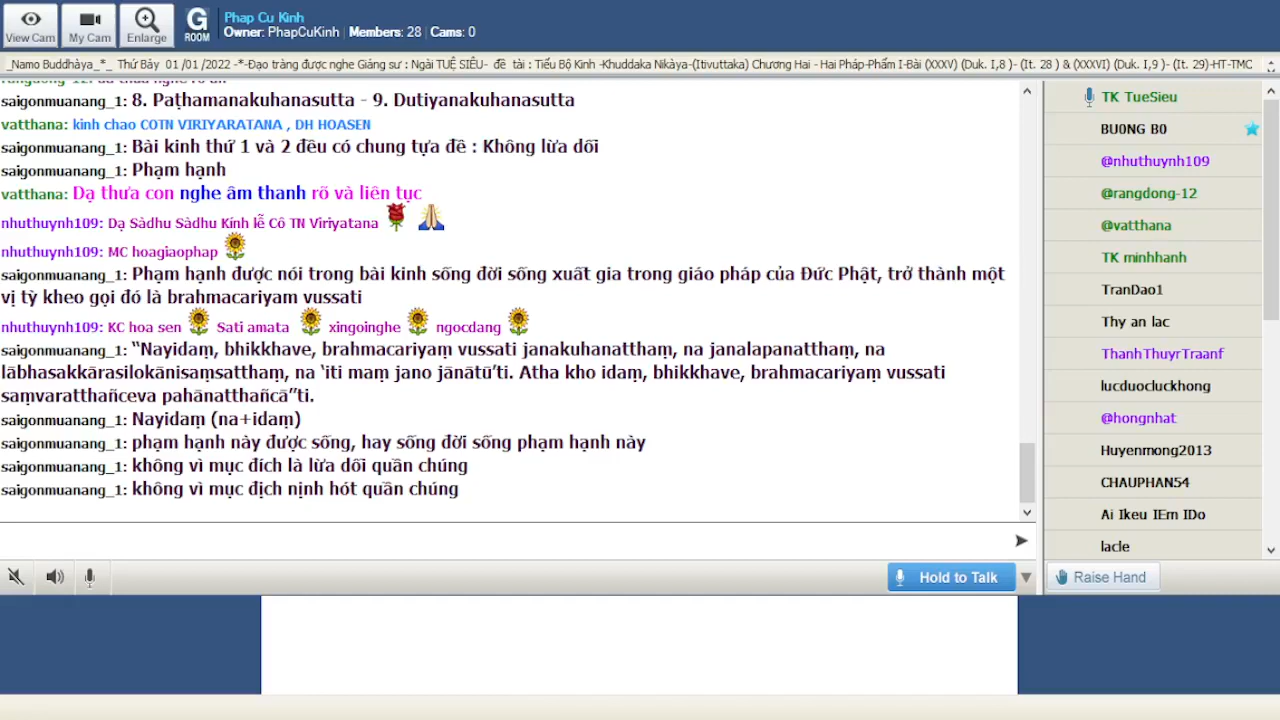 View Cam
My Cam
Enlarge
G
ROOM
Phap Cu Kinh
Owner: PhapCuKinh | Members: 28 | Cams: 0
_Namo Buddhàya_*_ Thứ Bảy 01 /01 /2022 -*-Đạo tràng được nghe Giáng sư : Ngài TUỆ SIÊU- đề tài : Tiểu Bộ Kinh -Khuddaka Nikàya-(Itivuttaka) Chương Hai - Hai Pháp-Phẩm I-Bài (XXXV) (Duk. I,8 )- (It. 28 ) & (XXXVI) (Duk. I,9 )- (It. 29)-HT-TMC
saigonmuanang_1: 8. Paṭhamanakuhanasutta - 9. Dutiyanakuhanasutta
vatthana: kinh chao COTN VIRIYARATANA , DH HOASEN
saigonmuanang_1: Bài kinh thứ 1 và 2 đều có chung tựa đề : Không lừa dối
saigonmuanang_1: Phạm hạnh
vatthana: Dạ thưa con nghe âm thanh rõ và liên tục
nhuthuynh109: Dạ Sàdhu Sàdhu Kính lễ Cô TN Viriyatana
nhuthuynh109: MC hoagiaophap
saigonmuanang_1: Phạm hạnh được nói trong bài kinh sống đời sống xuất gia trong giáo pháp của Đức Phật, trở thành một
vị tỳ kheo gọi đó là brahmacariyam vussati
nhuthuynh109: KC hoa sen Sati amata xingoinghe ngocdang
saigonmuanang_1: “Nayidaṃ, bhikkhave, brahmacariyaṃ vussati janakuhanatthaṃ, na janalapanatthaṃ, na
lābhasakkārasilokānisaṃsatthaṃ, na ‘iti maṃ jano jānātū’ti. Atha kho idaṃ, bhikkhave, brahmacariyaṃ vussati
saṃvaratthañceva pahānatthañcā”ti.
saigonmuanang_1: Nayidaṃ (na+idaṃ)
saigonmuanang_1: phạm hạnh này được sống, hay sống đời sống phạm hạnh này
saigonmuanang_1: không vì mục đích là lừa dối quần chúng
saigonmuanang_1: không vì mục địch nịnh hót quần chúng
Hold to Talk
TK TueSieu
BU0NG B0
@nhuthuynh109
@rangdong-12
@vatthana
TK minhhanh
TranDao1
Thy an lac
ThanhThuyrTraanf
lucduocluckhong
@hongnhat
Huyenmong2013
CHAUPHAN54
Ai Ikeu IEm IDo
lacle
Raise Hand